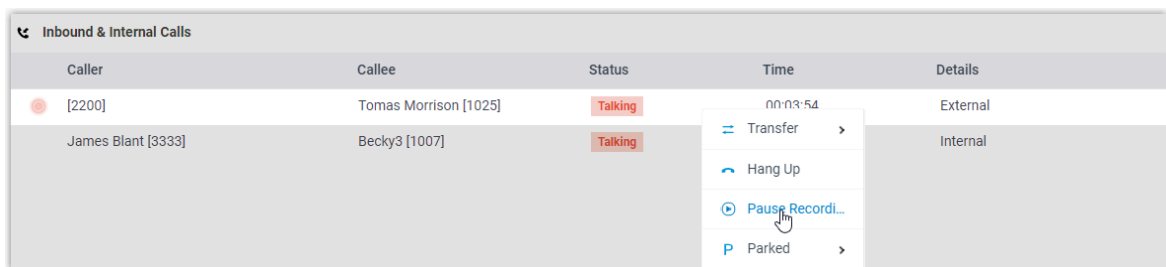 Inbound & Internal Calls
Caller Callee Status Time Details
[2200] Tomas Morrison [1025] Talking 00:03:54 External
James Blant [3333] Becky3 [1007] Talking Internal
Transfer
Hang Up
Pause Recordi...
P Parked